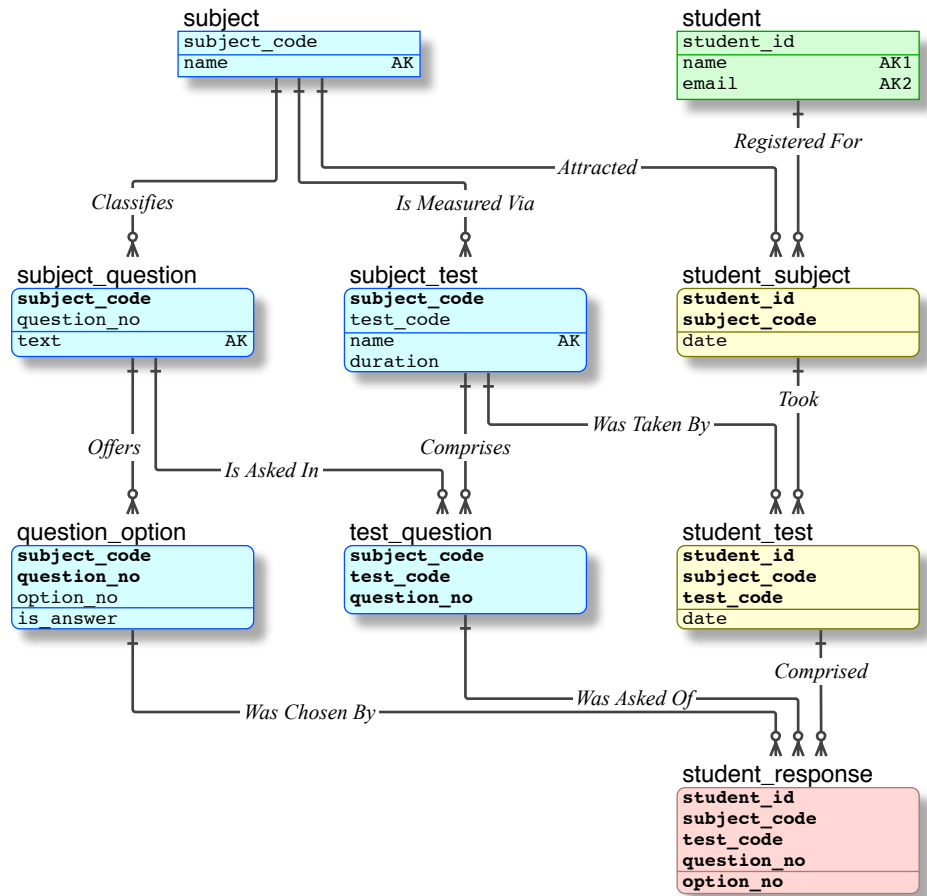 subject
subject_code
name AK
student
student_id
name AK1
email AK2
Registered For
Attracted
Classifies
Is Measured Via
subject_question
subject_code
question_no
text AK
subject_test
subject_code
test_code
name AK
duration
student_subject
student_id
subject_code
date
Took
Was Taken By
Offers
Comprises
Is Asked In
question_option
subject_code
question_no
option_no
is_answer
test_question
subject_code
test_code
question_no
student_test
student_id
subject_code
test_code
date
Comprised
Was Asked Of
Was Chosen By
student_response
student_id
subject_code
test_code
question_no
option_no